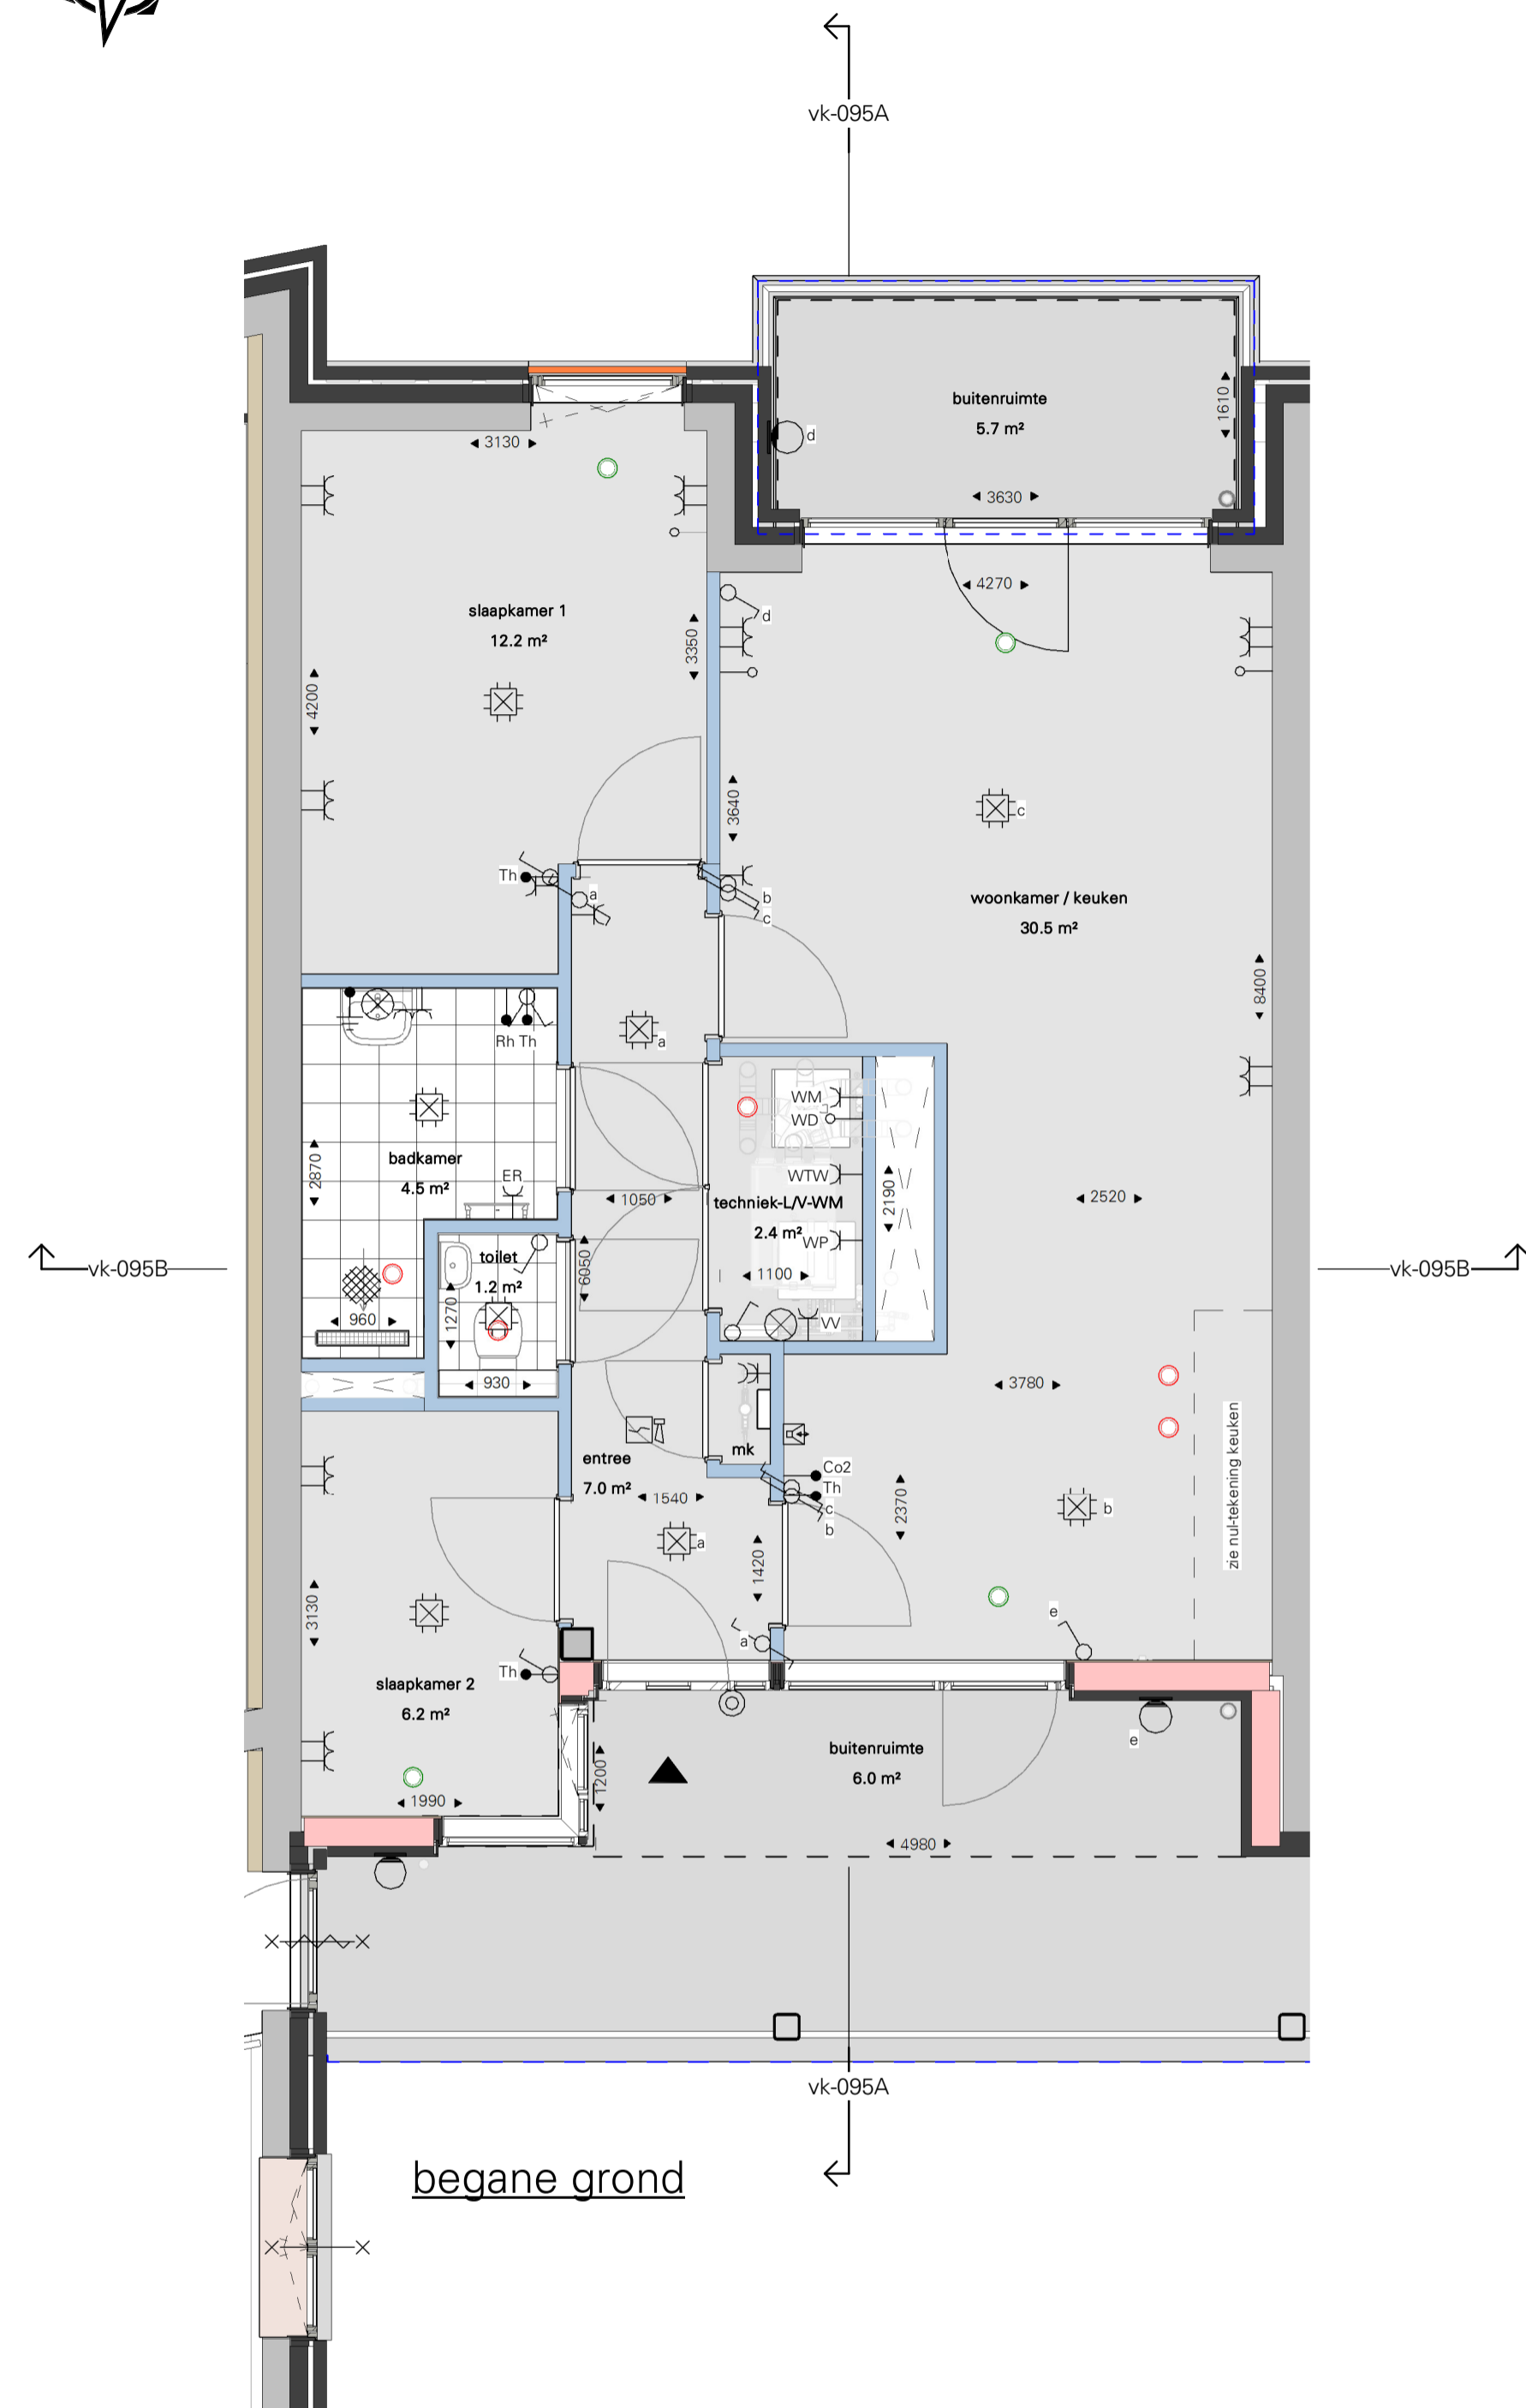 vk-095A
buitenruimte
5.7 m²
1610
d
3630
3130
4270
slaapkamer 1
12.2 m²
3350
d
4200
3640
c
Th
a
b
c
woonkamer / keuken
30.5 m²
8400
a
Rh Th
WM
WD
badkamer
4.5 m²
2870
ER
1050
WTW
techniek-L/V-WM
2.4 m²
2190
2520
WP
toilet
1.2 m²
6050
1100
vk-095B
vk-095B
1270
960
VV
930
3780
zie nul-tekening keuken
mk
entree
7.0 m²
1540
Co2
Th
c
b
2370
b
a
1420
3130
e
a
Th
slaapkamer 2
6.2 m²
buitenruimte
6.0 m²
e
1200
1990
4980
vk-095A
begane grond